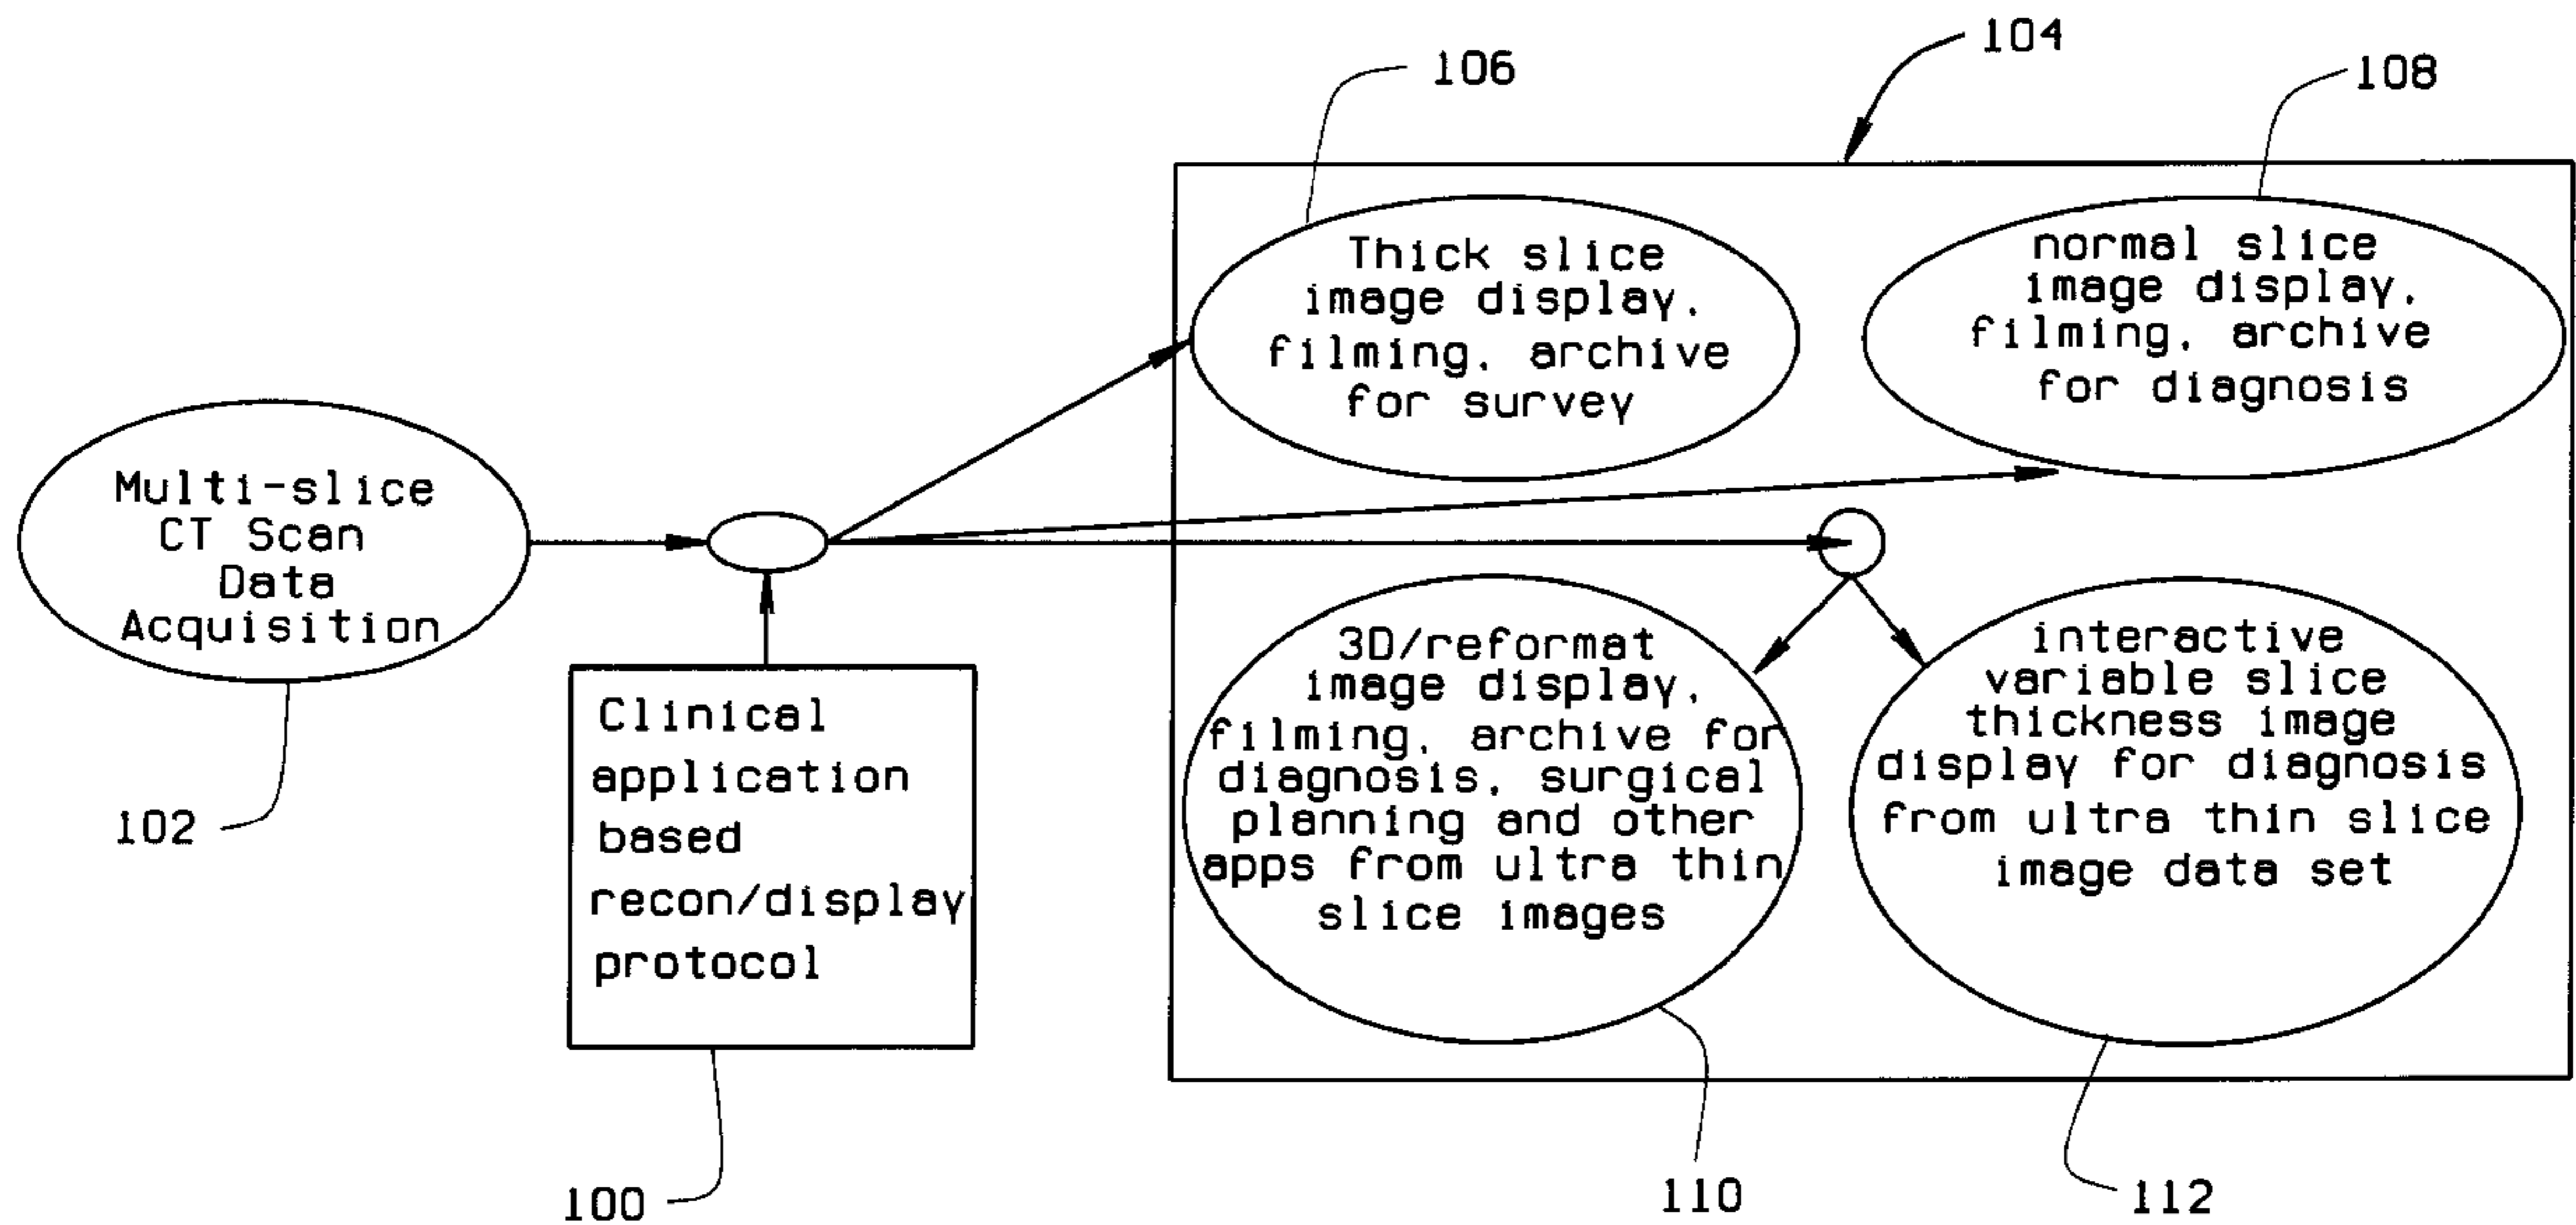 104
106
108
Thick slice
image display,
filming, archive
for survey
normal slice
image display,
filming, archive
for diagnosis
Multi-slice
CT Scan
Data
Acquisition
102
Clinical
application
based
recon/display
protocol
100
3D/reformat
image display,
filming, archive for
diagnosis, surgical
planning and other
apps from ultra thin
slice images
110
interactive
variable slice
thickness image
display for diagnosis
from ultra thin slice
image data set
112